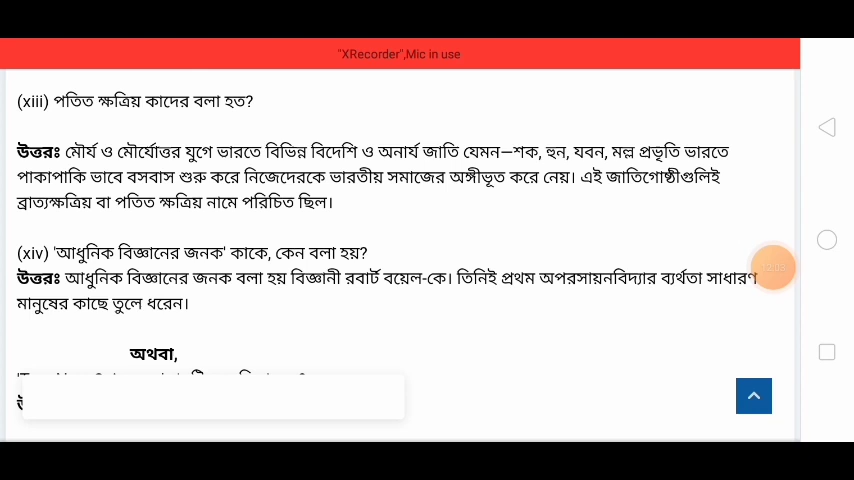 "XRecorder",Mic in use
(xiii) পতিত ক্ষত্রিয় কাদের বলা হত?
উত্তরঃ মৌর্য ও মৌর্যোত্তর যুগে ভারতে বিভিন্ন বিদেশি ও অনার্য জাতি যেমন—শক, হুন, যবন, মল্ল প্রভৃতি ভারতে
পাকাপাকি ভাবে বসবাস শুরু করে নিজেদেরকে ভারতীয় সমাজের অঙ্গীভূত করে নেয়। এই জাতিগোষ্ঠীগুলিই
ব্রাত্যক্ষত্রিয় বা পতিত ক্ষত্রিয় নামে পরিচিত ছিল।
(xiv) 'আধুনিক বিজ্ঞানের জনক' কাকে, কেন বলা হয়?
উত্তরঃ আধুনিক বিজ্ঞানের জনক বলা হয় বিজ্ঞানী রবার্ট বয়েল-কে। তিনিই প্রথম অপরসায়নবিদ্যার ব্যর্থতা সাধারণ
মানুষের কাছে তুলে ধরেন।
অথবা,